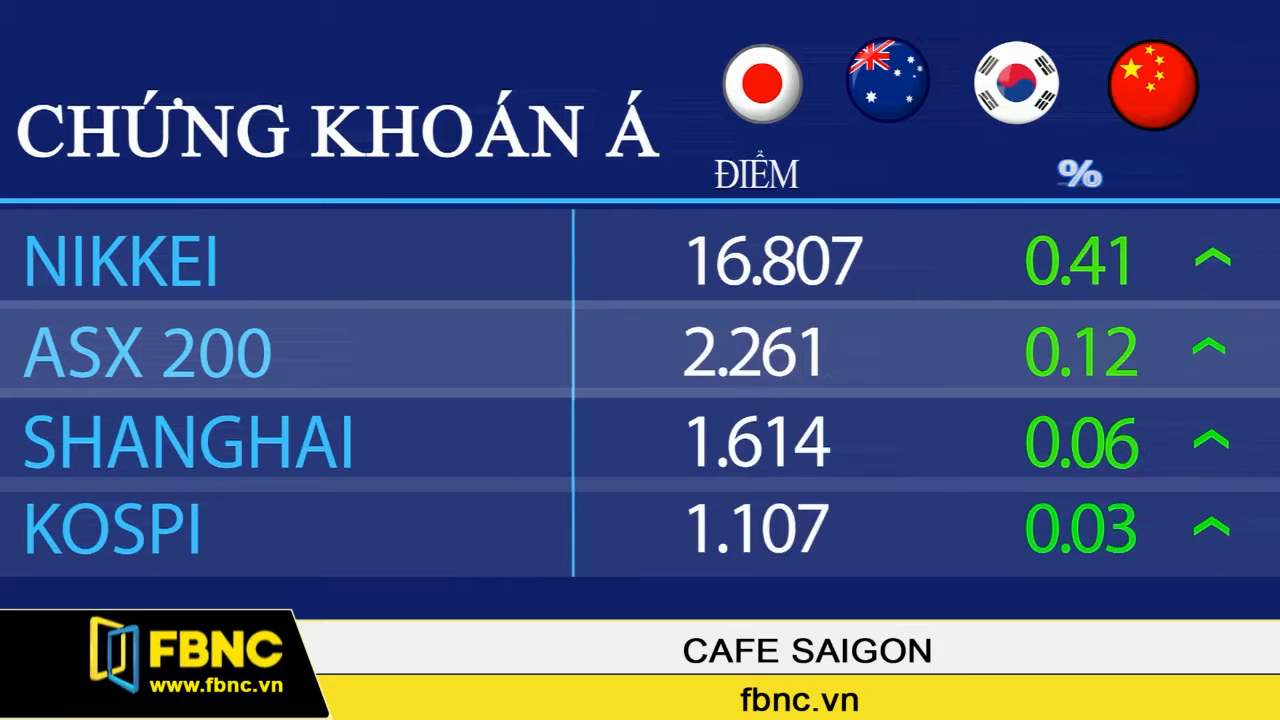 CHỨNG KHOÁN Á
ĐIỂM %
NIKKEI 16.807 0.41
ASX 200 2.261 0.12
SHANGHAI 1.614 0.06
KOSPI 1.107 0.03
FBNC
www.fbnc.vn
CAFE SAIGON
fbnc.vn